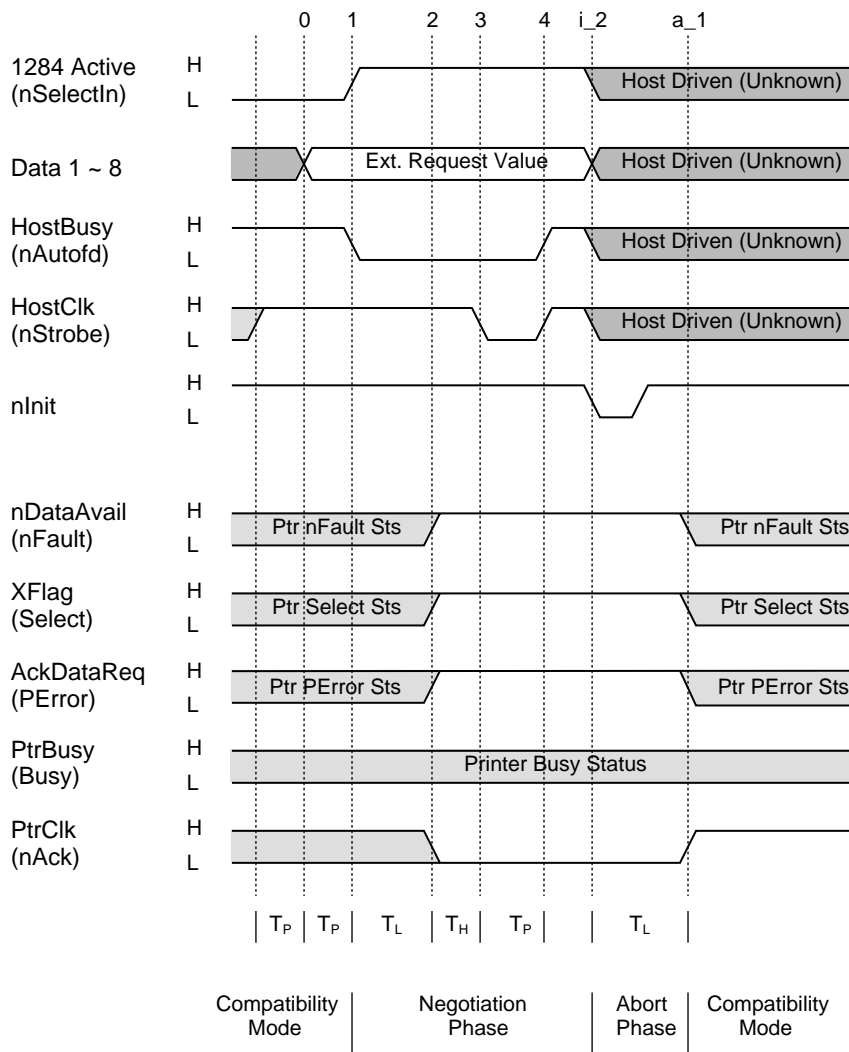 0 1 2 3 4 i_2 a_1
1284 Active
(nSelectIn)
H
L
Host Driven (Unknown)
Data 1 ~ 8
Ext. Request Value
Host Driven (Unknown)
HostBusy
(nAutofd)
H
L
Host Driven (Unknown)
HostClk
(nStrobe)
H
L
Host Driven (Unknown)
nInit
H
L
nDataAvail
(nFault)
H
L
Ptr nFault Sts
Ptr nFault Sts
XFlag
(Select)
H
L
Ptr Select Sts
Ptr Select Sts
AckDataReq
(PError)
H
L
Ptr PError Sts
Ptr PError Sts
PtrBusy
(Busy)
H
L
Printer Busy Status
PtrClk
(nAck)
H
L
TP TP TL TH TP TL
Compatibility
Mode
Negotiation
Phase
Abort
Phase
Compatibility
Mode